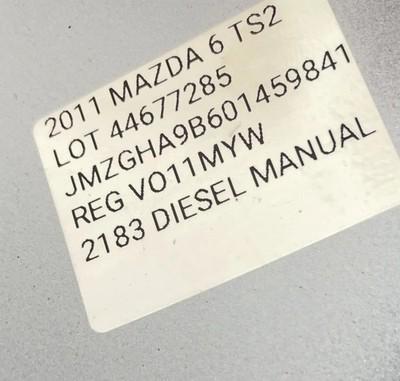 2011 MAZDA 6 TS2
LOT 44677285
JMZGHA9B601459841
REG VO11MYW
2183 DIESEL MANUAL